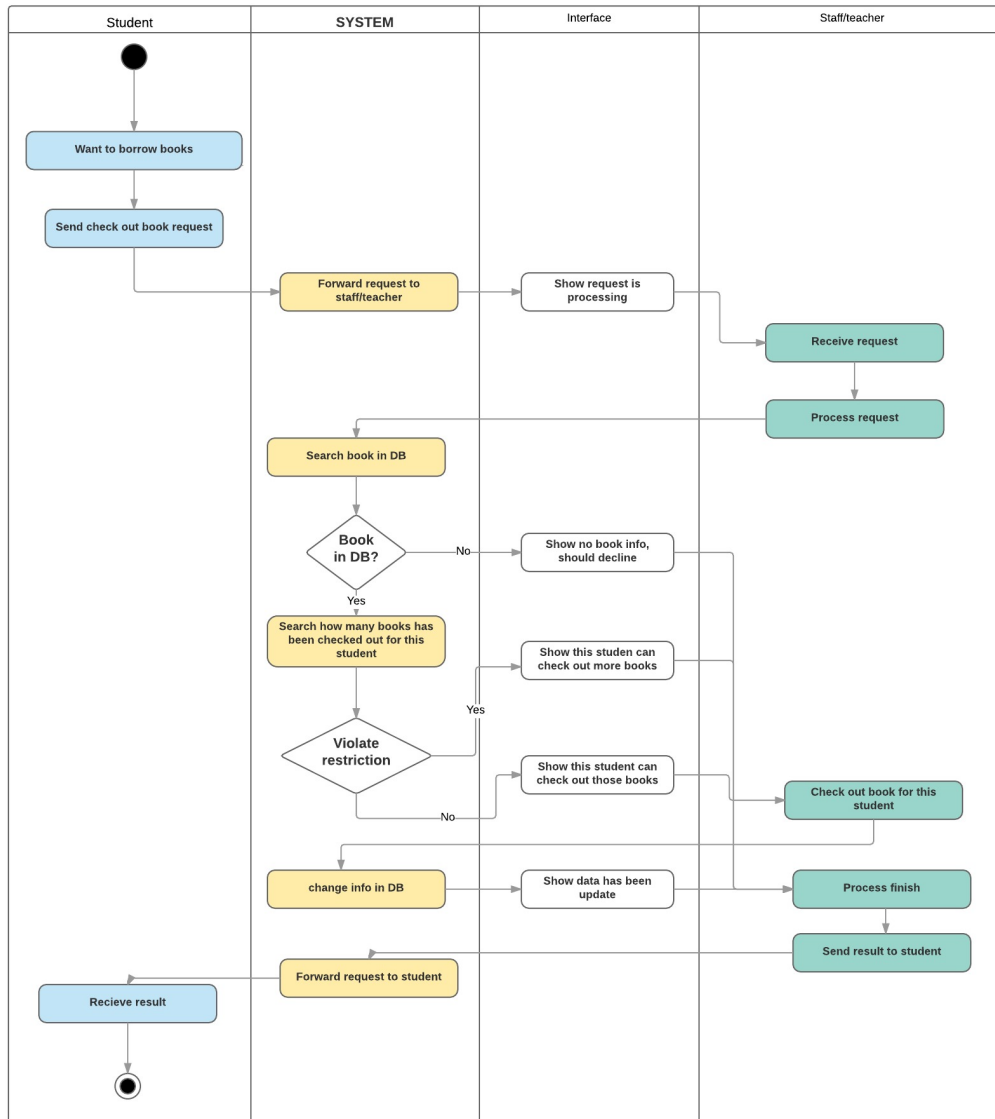 Student
SYSTEM
Interface
Staff/teacher
Want to borrow books
Send check out book request
Forward request to
staff/teacher
Show request is
processing
Receive request
Process request
Search book in DB
Book
in DB?
No
Show no book info,
should decline
Yes
Search how many books has
been checked out for this
student
Show this studen can
check out more books
Yes
Violate
restriction
Show this student can
check out those books
No
Check out book for this
student
change info in DB
Show data has been
update
Process finish
Send result to student
Forward request to student
Recieve result